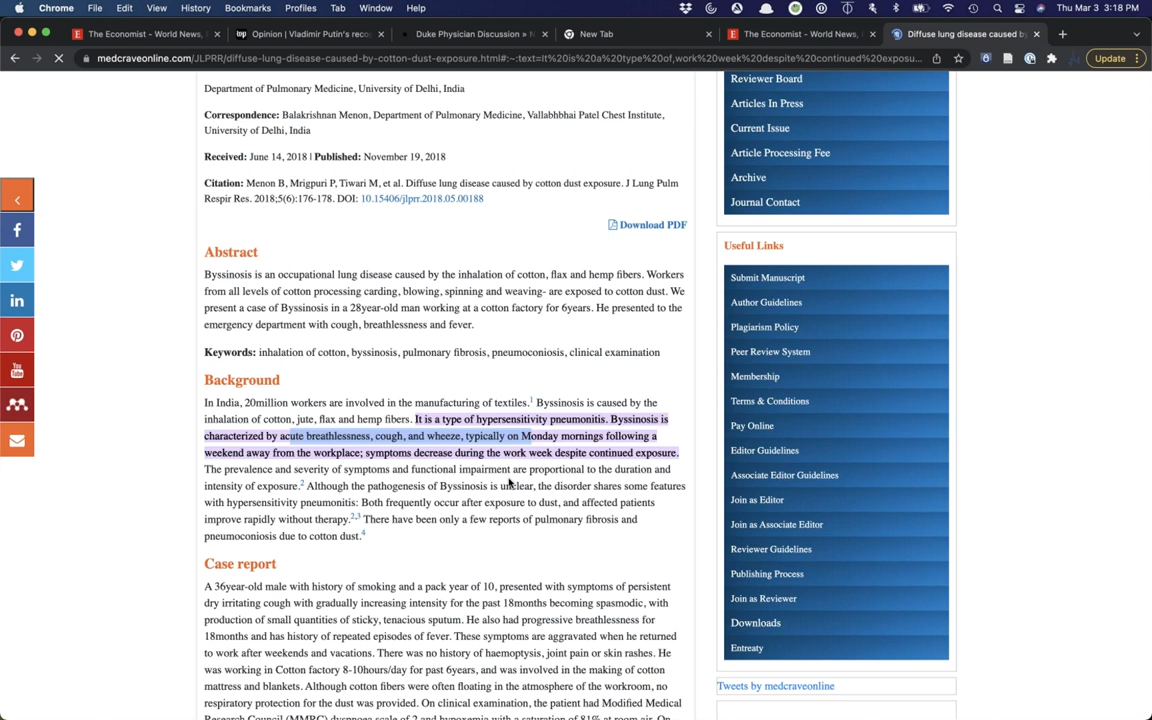 Chrome File Edit View History Bookmarks Profiles Tab Window Help
Thu Mar 3 3:18 PM
The Economist - World News,
Opinion | Vladimir Putin's reco
Duke Physician Discussion »
New Tab
The Economist - World News,
Diffuse lung disease caused by
medcraveonline.com/JLPRR/diffuse-lung-disease-caused-by-cotton-dust-exposure.html#:~:text=It%20is%20a%20type%20of,work%20week%20despite%20continued%20exposu...
Update
Department of Pulmonary Medicine, University of Delhi, India
Correspondence: Balakrishnan Menon, Department of Pulmonary Medicine, Vallabhbhai Patel Chest Institute,
University of Delhi, India
Received: June 14, 2018 | Published: November 19, 2018
Citation: Menon B, Mrigpuri P, Tiwari M, et al. Diffuse lung disease caused by cotton dust exposure. J Lung Pulm
Respir Res. 2018;5(6):176-178. DOI: 10.15406/jlprr.2018.05.00188
Download PDF
Abstract
Byssinosis is an occupational lung disease caused by the inhalation of cotton, flax and hemp fibers. Workers
from all levels of cotton processing carding, blowing, spinning and weaving- are exposed to cotton dust. We
present a case of Byssinosis in a 28year-old man working at a cotton factory for 6years. He presented to the
emergency department with cough, breathlessness and fever.
Keywords: inhalation of cotton, byssinosis, pulmonary fibrosis, pneumoconiosis, clinical examination
Background
In India, 20million workers are involved in the manufacturing of textiles.1 Byssinosis is caused by the
inhalation of cotton, jute, flax and hemp fibers. It is a type of hypersensitivity pneumonitis. Byssinosis is
characterized by acute breathlessness, cough, and wheeze, typically on Monday mornings following a
weekend away from the workplace; symptoms decrease during the work week despite continued exposure.
The prevalence and severity of symptoms and functional impairment are proportional to the duration and
intensity of exposure.2 Although the pathogenesis of Byssinosis is unclear, the disorder shares some features
with hypersensitivity pneumonitis: Both frequently occur after exposure to dust, and affected patients
improve rapidly without therapy.2,3 There have been only a few reports of pulmonary fibrosis and
pneumoconiosis due to cotton dust.4
Case report
A 36year-old male with history of smoking and a pack year of 10, presented with symptoms of persistent
dry irritating cough with gradually increasing intensity for the past 18months becoming spasmodic, with
production of small quantities of sticky, tenacious sputum. He also had progressive breathlessness for
18months and has history of repeated episodes of fever. These symptoms are aggravated when he returned
to work after weekends and vacations. There was no history of haemoptysis, joint pain or skin rashes. He
was working in Cotton factory 8-10hours/day for past 6years, and was involved in the making of cotton
mattress and blankets. Although cotton fibers were often floating in the atmosphere of the workroom, no
respiratory protection for the dust was provided. On clinical examination, the patient had Modified Medical
Research Council (MMRC) dyspnoea scale of 2 and hypoxemia with a saturation of 81% at room air. On
Reviewer Board
Articles In Press
Current Issue
Article Processing Fee
Archive
Journal Contact
Useful Links
Submit Manuscript
Author Guidelines
Plagiarism Policy
Peer Review System
Membership
Terms & Conditions
Pay Online
Editor Guidelines
Associate Editor Guidelines
Join as Editor
Join as Associate Editor
Reviewer Guidelines
Publishing Process
Join as Reviewer
Downloads
Entreaty
Tweets by medcraveonline